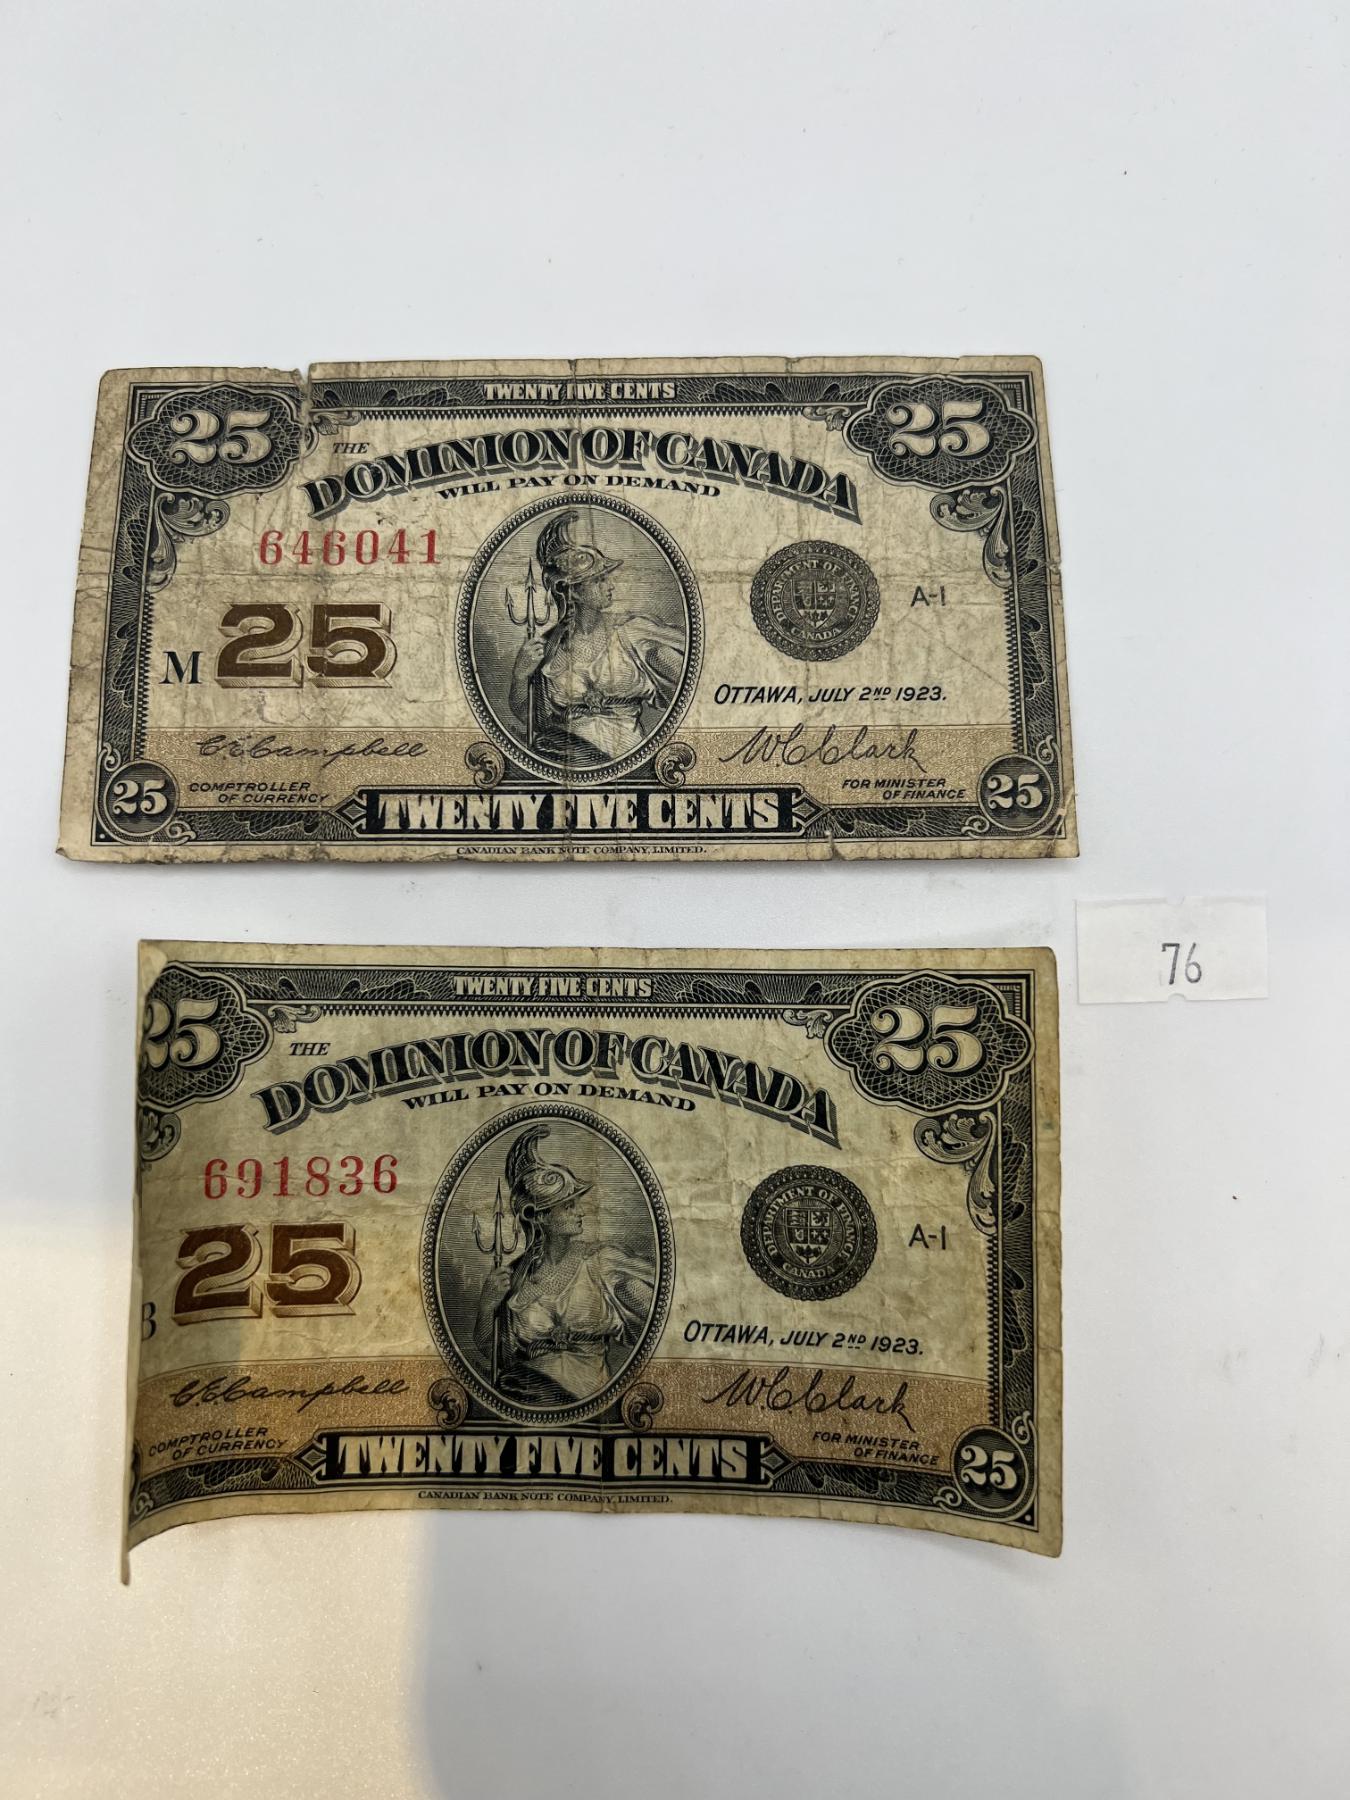 TWENTY FIVE CENTS
25 25
THE
DOMINION OF CANADA
WILL PAY ON DEMAND
646041
DEPARTMENT OF FINANCE
CANADA
A-1
M 25
OTTAWA, JULY 2ND 1923.
C.E. Campbell W C Clark
COMPTROLLER OF CURRENCY
FOR MINISTER OF FINANCE
25 TWENTY FIVE CENTS 25
CANADIAN BANK NOTE COMPANY, LIMITED.
76
TWENTY FIVE CENTS
25 25
THE
DOMINION OF CANADA
WILL PAY ON DEMAND
691836
DEPARTMENT OF FINANCE
CANADA
A-1
B 25
OTTAWA, JULY 2ND 1923.
C.E. Campbell W.C. Clark
COMPTROLLER OF CURRENCY
FOR MINISTER OF FINANCE
TWENTY FIVE CENTS 25
CANADIAN BANK NOTE COMPANY, LIMITED.